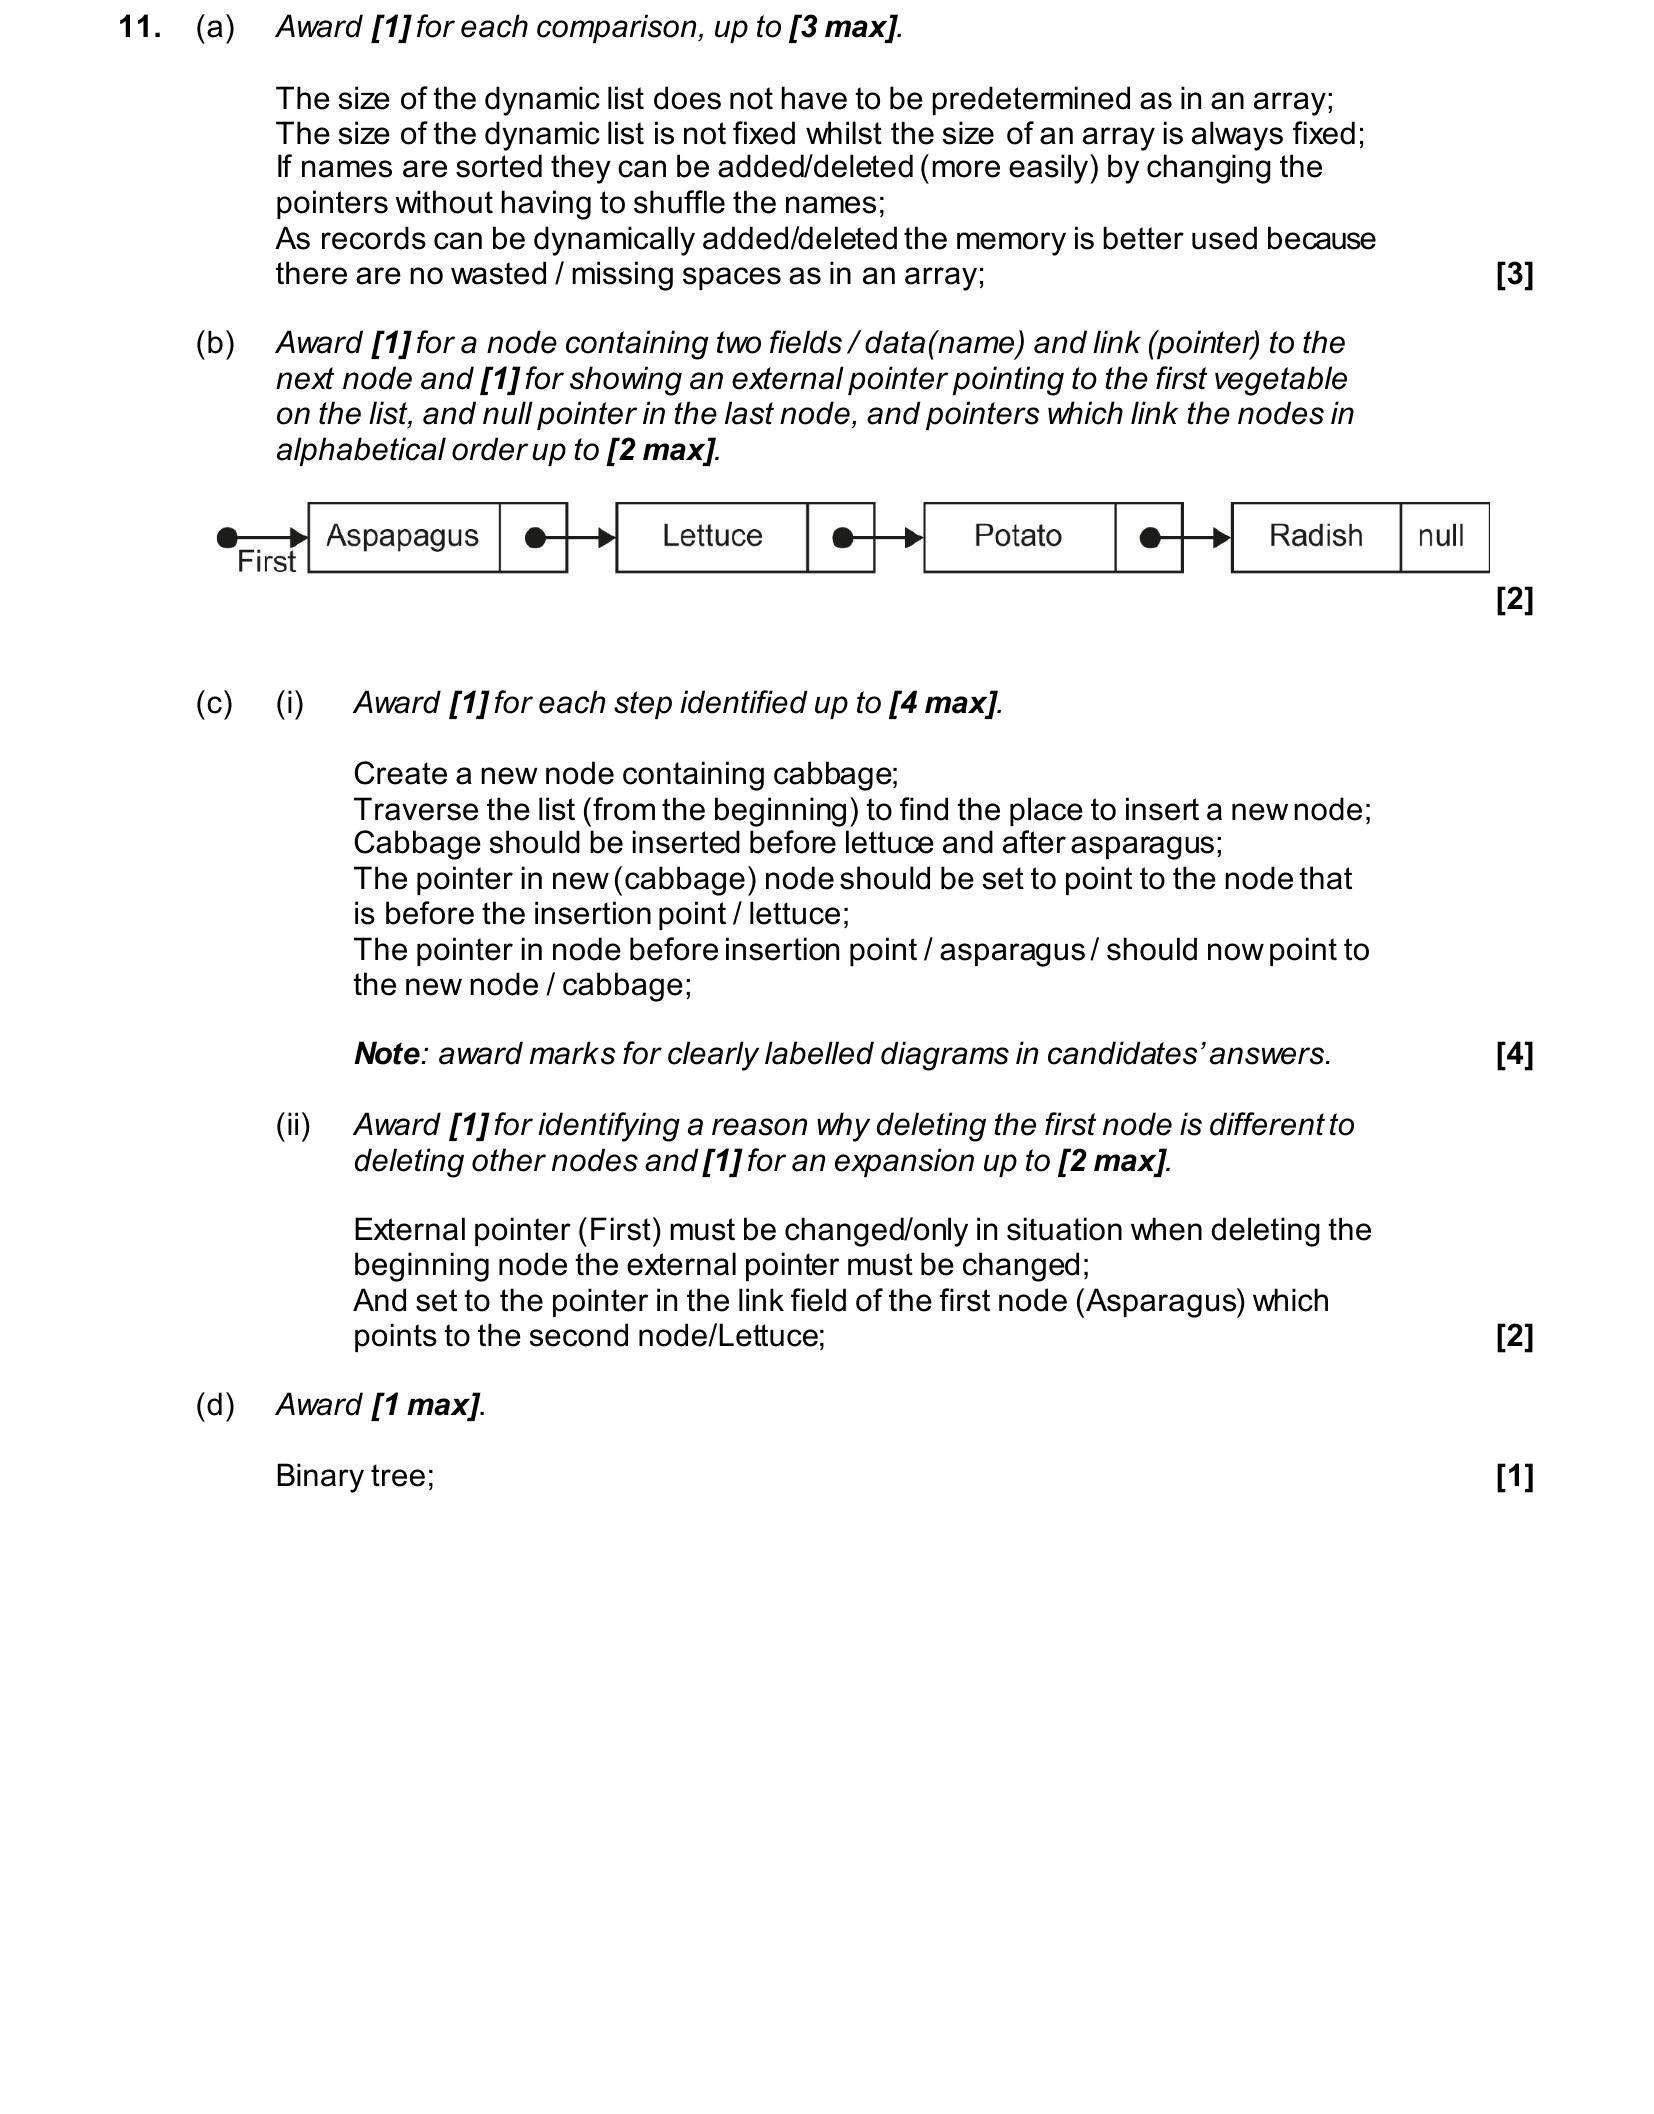 11. (a) Award [1] for each comparison, up to [3 max].
The size of the dynamic list does not have to be predetermined as in an array;
The size of the dynamic list is not fixed whilst the size of an array is always fixed;
If names are sorted they can be added/deleted (more easily) by changing the
pointers without having to shuffle the names;
As records can be dynamically added/deleted the memory is better used because
there are no wasted / missing spaces as in an array; [3]
(b) Award [1] for a node containing two fields / data(name) and link (pointer) to the
next node and [1] for showing an external pointer pointing to the first vegetable
on the list, and null pointer in the last node, and pointers which link the nodes in
alphabetical order up to [2 max].
Aspapagus Lettuce Potato Radish null
First
[2]
(c) (i) Award [1] for each step identified up to [4 max].
Create a new node containing cabbage;
Traverse the list (from the beginning) to find the place to insert a new node;
Cabbage should be inserted before lettuce and after asparagus;
The pointer in new (cabbage) node should be set to point to the node that
is before the insertion point / lettuce;
The pointer in node before insertion point / asparagus / should now point to
the new node / cabbage;
Note: award marks for clearly labelled diagrams in candidates’ answers. [4]
(ii) Award [1] for identifying a reason why deleting the first node is different to
deleting other nodes and [1] for an expansion up to [2 max].
External pointer (First) must be changed/only in situation when deleting the
beginning node the external pointer must be changed;
And set to the pointer in the link field of the first node (Asparagus) which
points to the second node/Lettuce; [2]
(d) Award [1 max].
Binary tree; [1]